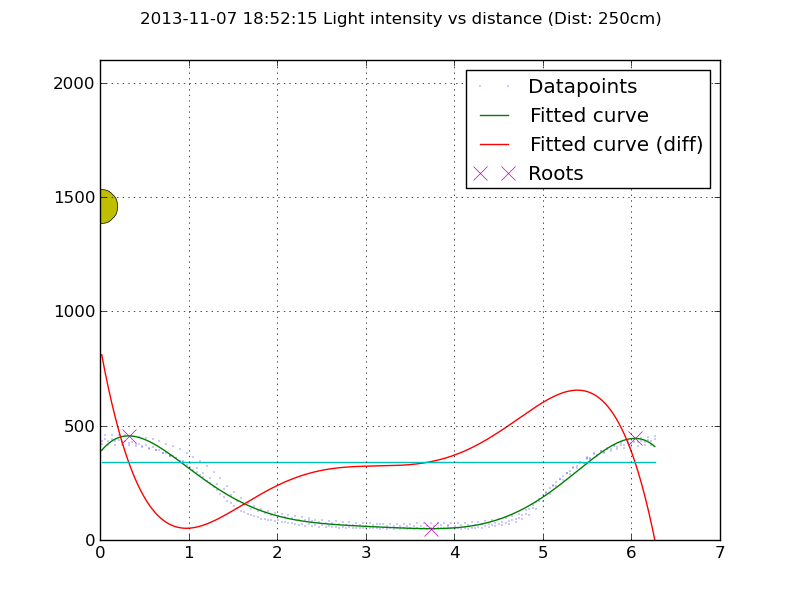 2013-11-07 18:52:15 Light intensity vs distance (Dist: 250cm)
2000
1500
1000
500
0
Datapoints
Fitted curve
Fitted curve (diff)
Roots
0 1 2 3 4 5 6 7